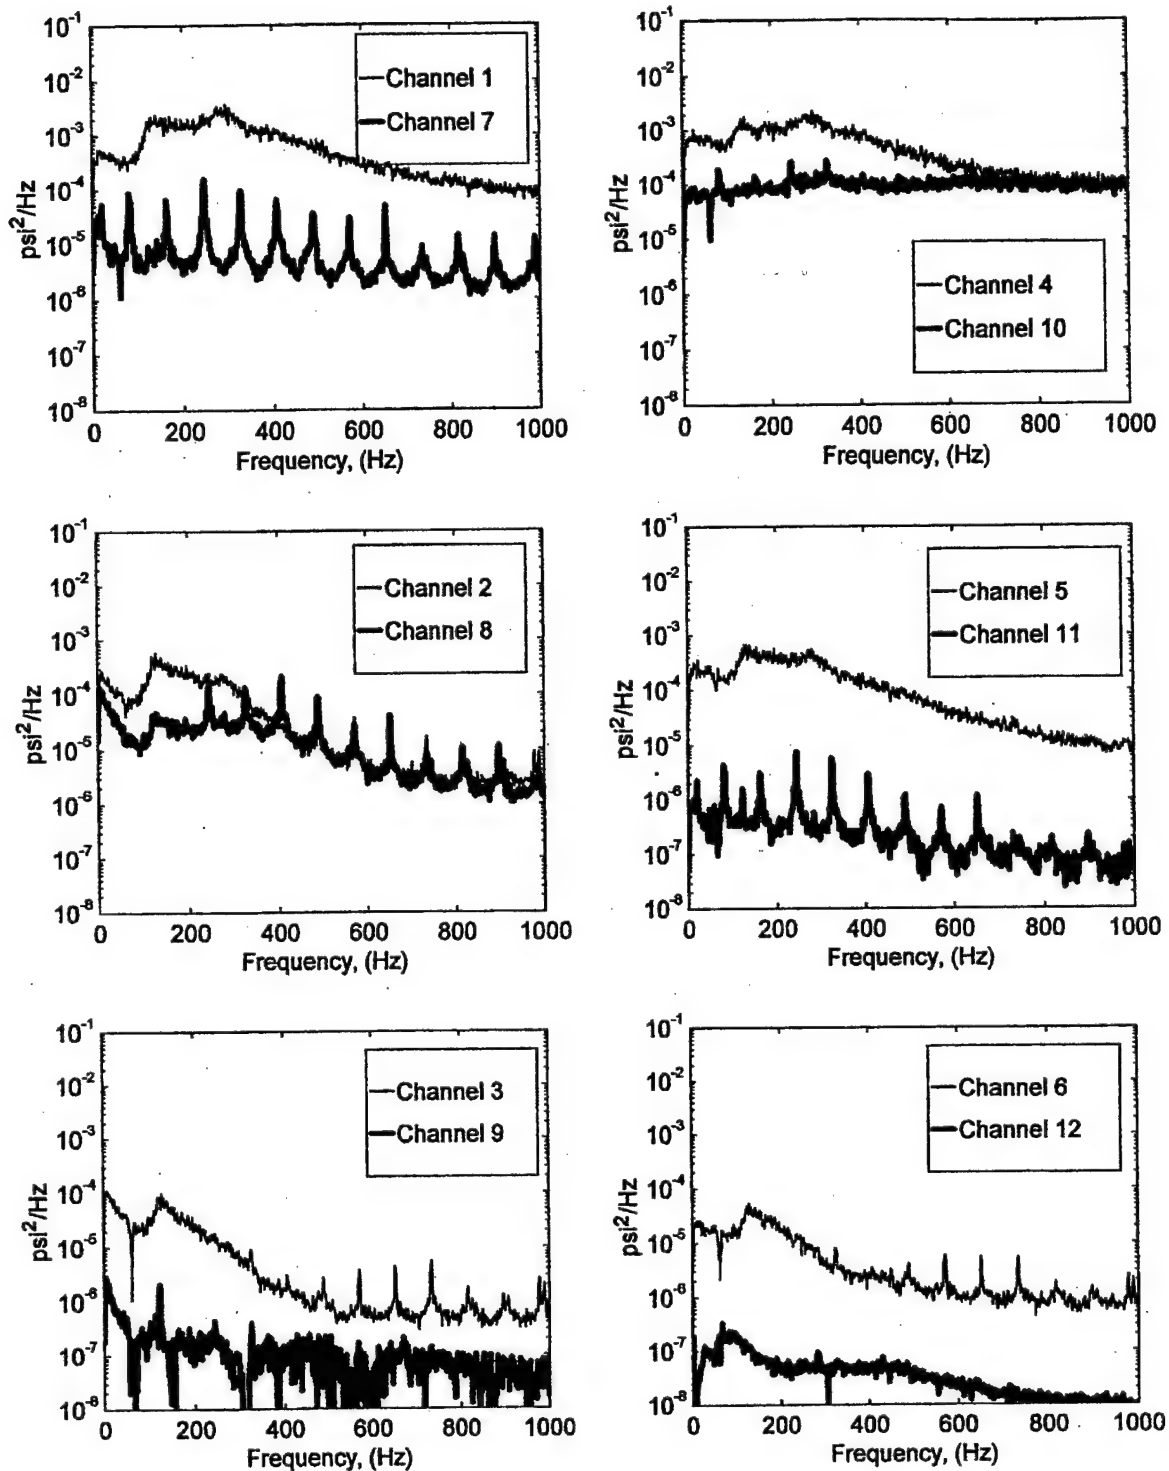 10⁻¹
10⁻²
10⁻³
10⁻⁴
10⁻⁵
10⁻⁶
10⁻⁷
10⁻⁸
psi²/Hz
Channel 1
Channel 7
0 200 400 600 800 1000
Frequency, (Hz)
10⁻¹
10⁻²
10⁻³
10⁻⁴
10⁻⁵
10⁻⁶
10⁻⁷
10⁻⁸
psi²/Hz
Channel 4
Channel 10
0 200 400 600 800 1000
Frequency, (Hz)
10⁻¹
10⁻²
10⁻³
10⁻⁴
10⁻⁵
10⁻⁶
10⁻⁷
10⁻⁸
psi²/Hz
Channel 2
Channel 8
0 200 400 600 800 1000
Frequency, (Hz)
10⁻¹
10⁻²
10⁻³
10⁻⁴
10⁻⁵
10⁻⁶
10⁻⁷
10⁻⁸
psi²/Hz
Channel 5
Channel 11
0 200 400 600 800 1000
Frequency, (Hz)
10⁻¹
10⁻²
10⁻³
10⁻⁴
10⁻⁵
10⁻⁶
10⁻⁷
10⁻⁸
psi²/Hz
Channel 3
Channel 9
0 200 400 600 800 1000
Frequency, (Hz)
10⁻¹
10⁻²
10⁻³
10⁻⁴
10⁻⁵
10⁻⁶
10⁻⁷
10⁻⁸
psi²/Hz
Channel 6
Channel 12
0 200 400 600 800 1000
Frequency, (Hz)